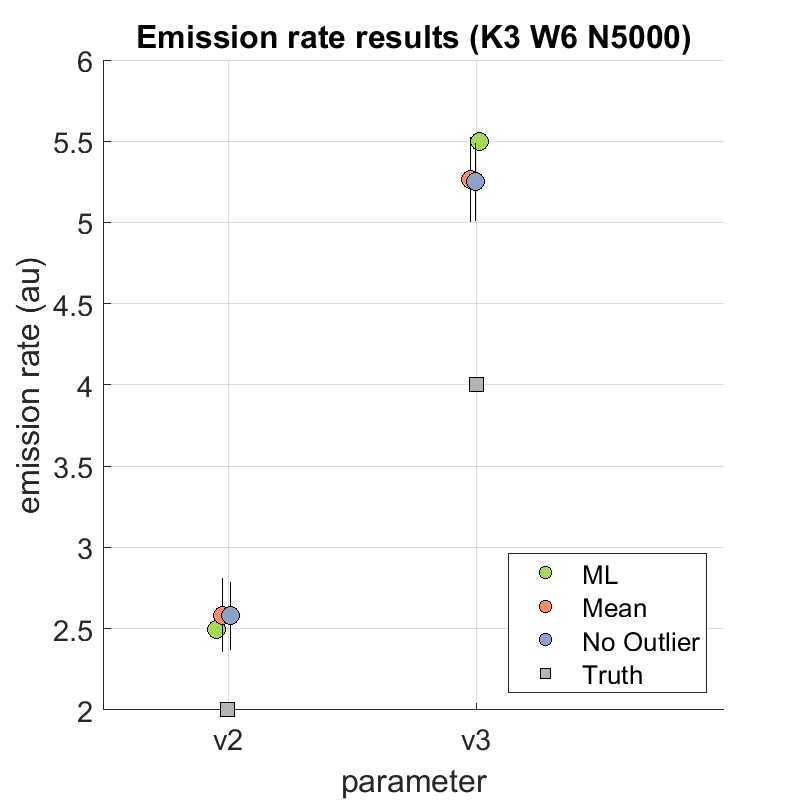 Emission rate results (K3 W6 N5000)
6
5.5
5
4.5
4
3.5
3
2.5
2
emission rate (au)
v2 v3
parameter
ML
Mean
No Outlier
Truth